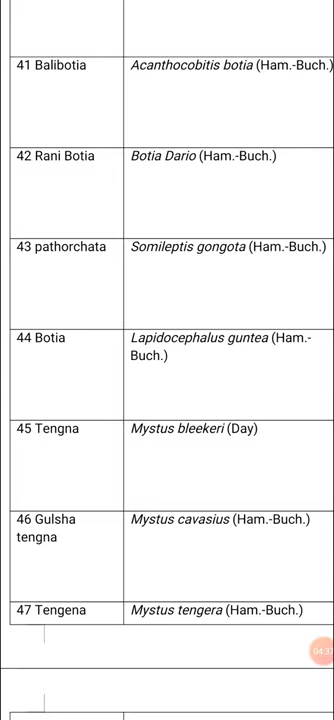 41 Balibotia
Acanthocobitis botia (Ham.-Buch.)
42 Rani Botia
Botia Dario (Ham.-Buch.)
43 pathorchata
Somileptis gongota (Ham.-Buch.)
44 Botia
Lapidocephalus guntea (Ham.-
Buch.)
45 Tengna
Mystus bleekeri (Day)
46 Gulsha
tengna
Mystus cavasius (Ham.-Buch.)
47 Tengena
Mystus tengera (Ham.-Buch.)